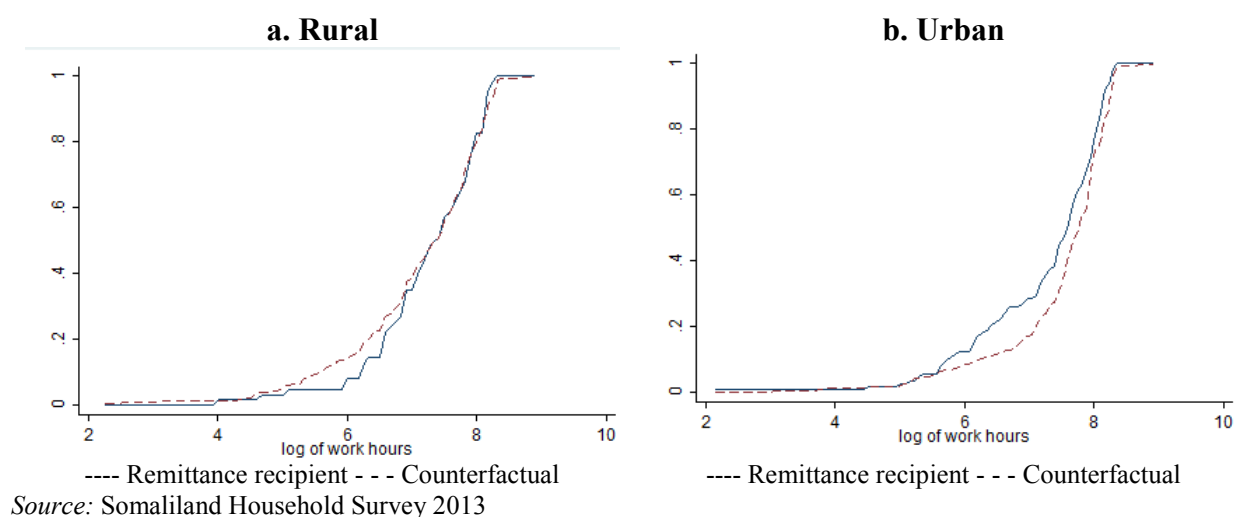 a. Rural
b. Urban
1
.8
.6
.4
.2
0
2 4 6 8 10
log of work hours
1
.8
.6
.4
.2
0
2 4 6 8 10
log of work hours
---- Remittance recipient - - - Counterfactual
---- Remittance recipient - - - Counterfactual
Source: Somaliland Household Survey 2013